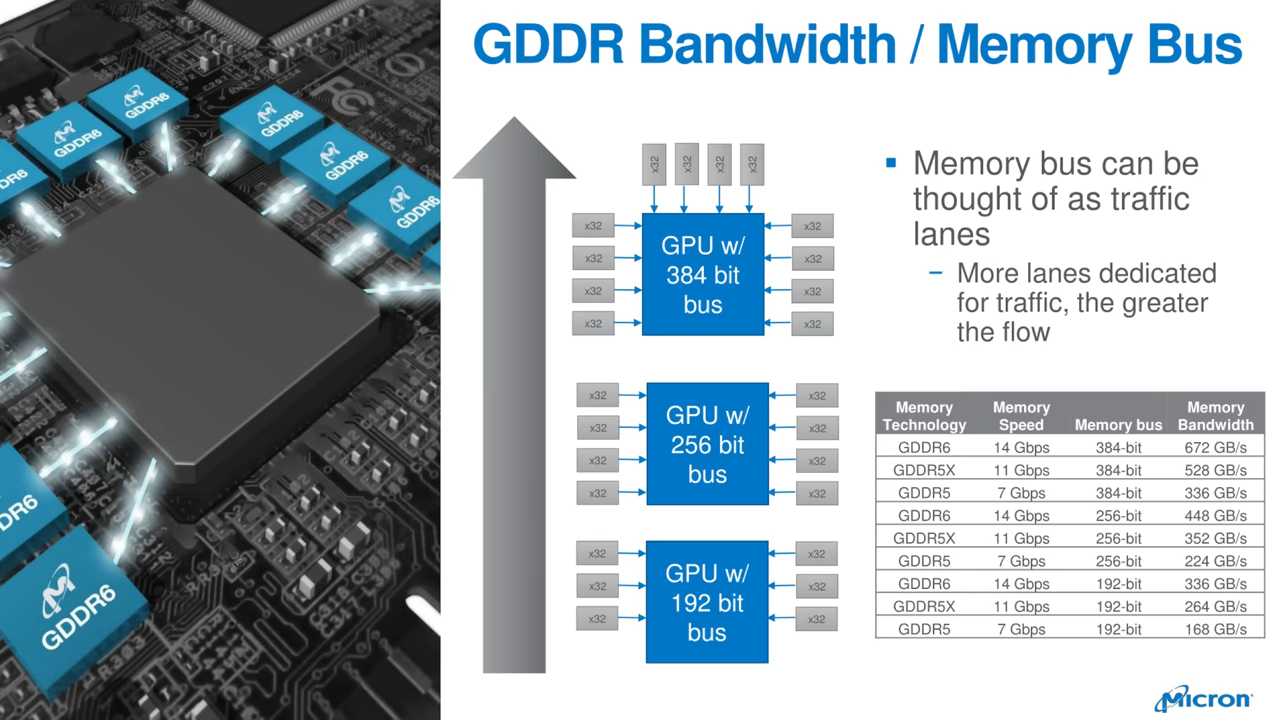 GDDR Bandwidth / Memory Bus
GDDR6
GDDR6
DR6
GDDR6
GDDR6
GDDR6
DR6
GDDR6
x32 x32 x32 x32
x32 x32
x32 x32
x32 x32
x32 x32
GPU w/
384 bit
bus
x32 x32
x32 x32
x32 x32
x32 x32
GPU w/
256 bit
bus
x32 x32
x32 x32
x32 x32
GPU w/
192 bit
bus
▪ Memory bus can be
thought of as traffic
lanes
– More lanes dedicated
for traffic, the greater
the flow
Memory Technology Memory Speed Memory bus Memory Bandwidth
GDDR6 14 Gbps 384-bit 672 GB/s
GDDR5X 11 Gbps 384-bit 528 GB/s
GDDR5 7 Gbps 384-bit 336 GB/s
GDDR6 14 Gbps 256-bit 448 GB/s
GDDR5X 11 Gbps 256-bit 352 GB/s
GDDR5 7 Gbps 256-bit 224 GB/s
GDDR6 14 Gbps 192-bit 336 GB/s
GDDR5X 11 Gbps 192-bit 264 GB/s
GDDR5 7 Gbps 192-bit 168 GB/s
Micron